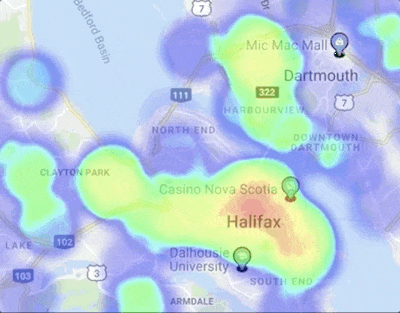 Bedford Basin
7
Mic Mac Mall
Dartmouth
322
111
7
HARBOURVIEW
NORTH END
DOWNTOWN
DARTMOUTH
CLAYTON PARK
Casino Nova Scotia
Halifax
LAKE
102
Dalhousie
University
103
3
SOUTH END
ARMDALE